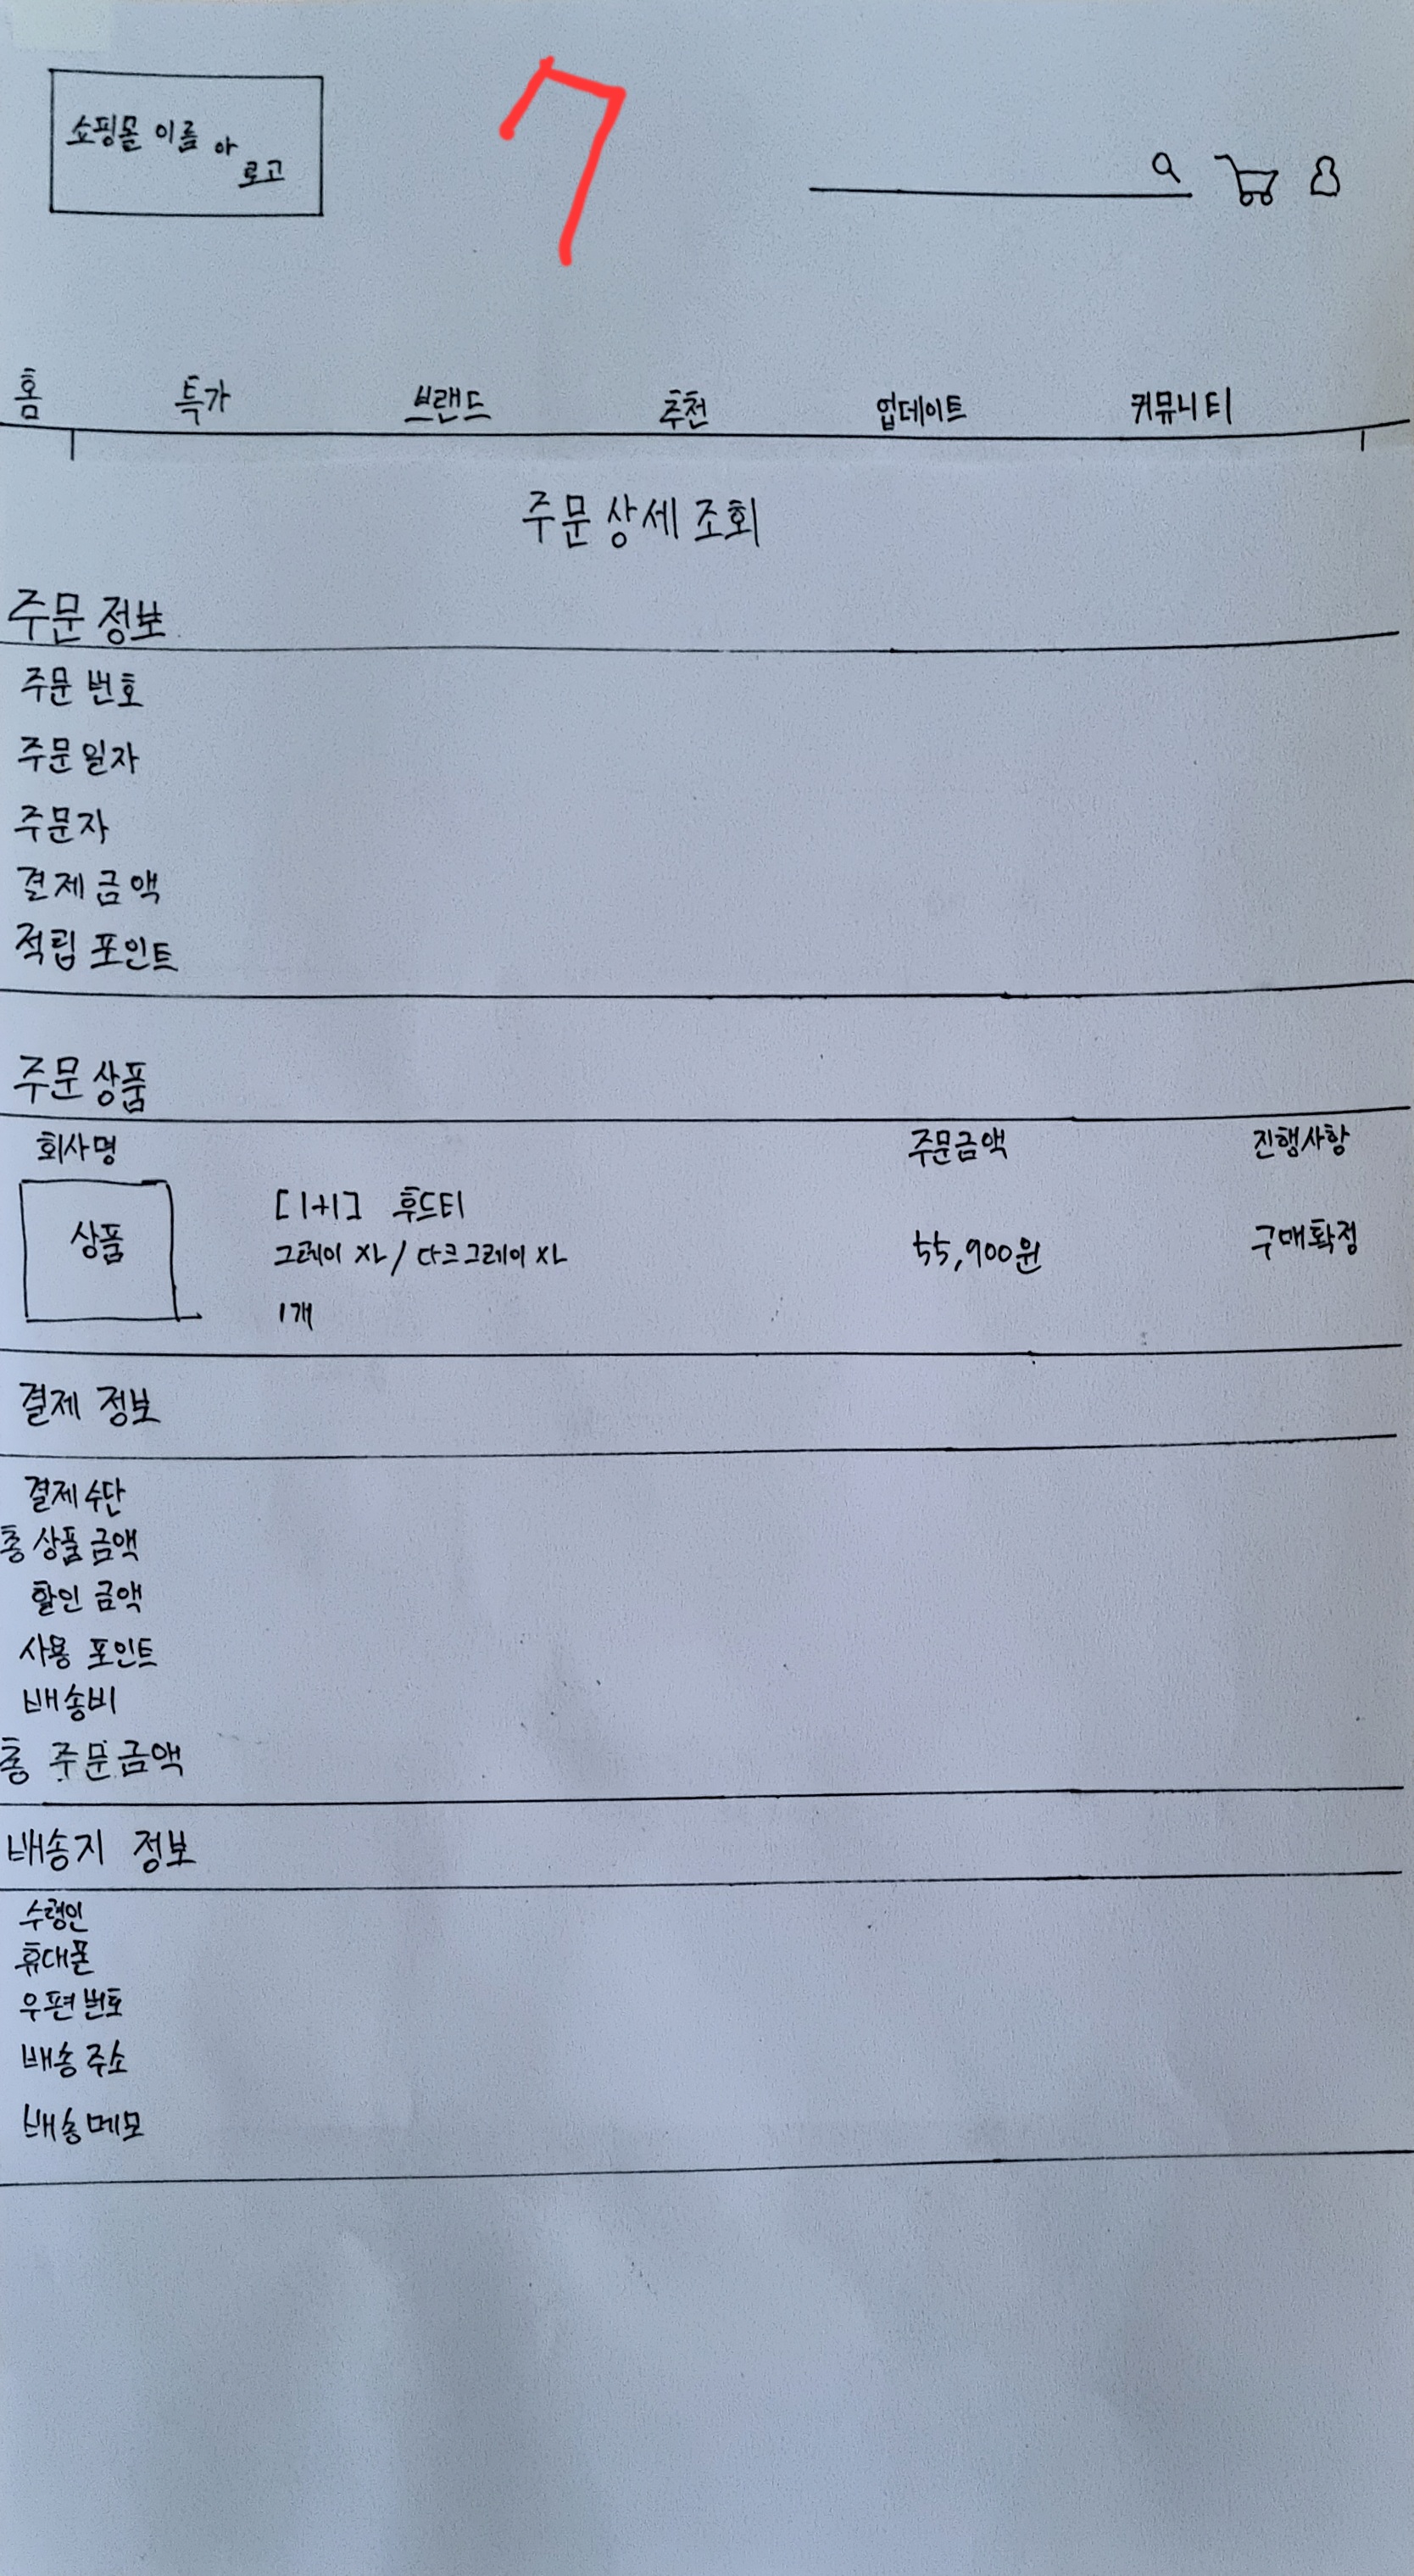 쇼핑몰 이름 아
로고
7
홈 특가 브랜드 추천 업데이트 커뮤니티
주문 상세 조회
주문 정보
주문 번호
주문일자
주문자
결제 금액
적립 포인트
주문 상품
회사명 주문금액 진행사항
상품
[1+1] 후드티
그레이 XL / 다크그레이 XL
1개
55,900원
구매확정
결제 정보
결제수단
총 상품 금액
할인 금액
사용 포인트
배송비
총 주문금액
배송지 정보
수령인
휴대폰
우편번호
배송 주소
배송메모